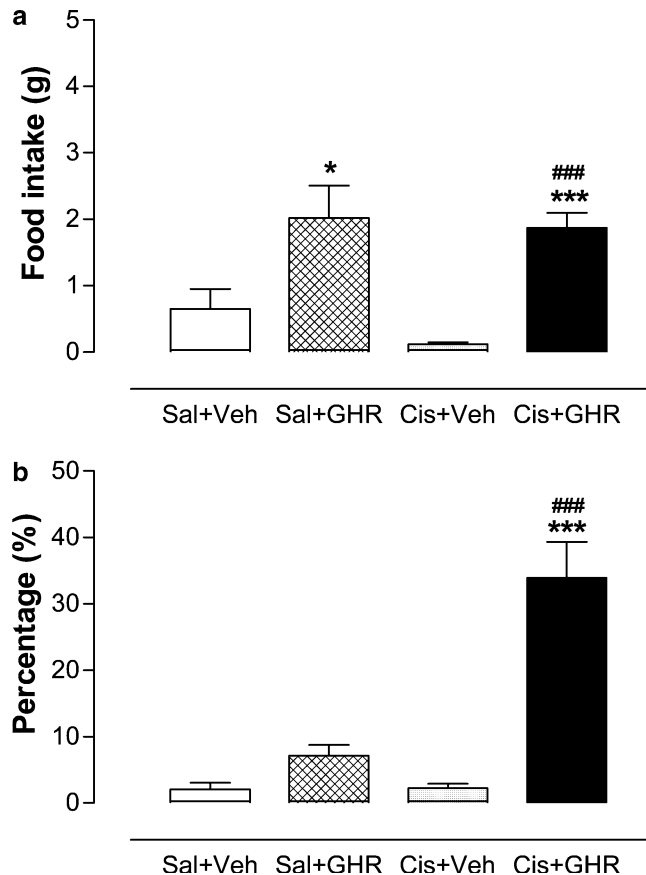 a
Food intake (g)
5
4
3
2
1
0
*
###
***
Sal+Veh Sal+GHR Cis+Veh Cis+GHR
b
Percentage (%)
50
40
30
20
10
0
###
***
Sal+Veh Sal+GHR Cis+Veh Cis+GHR